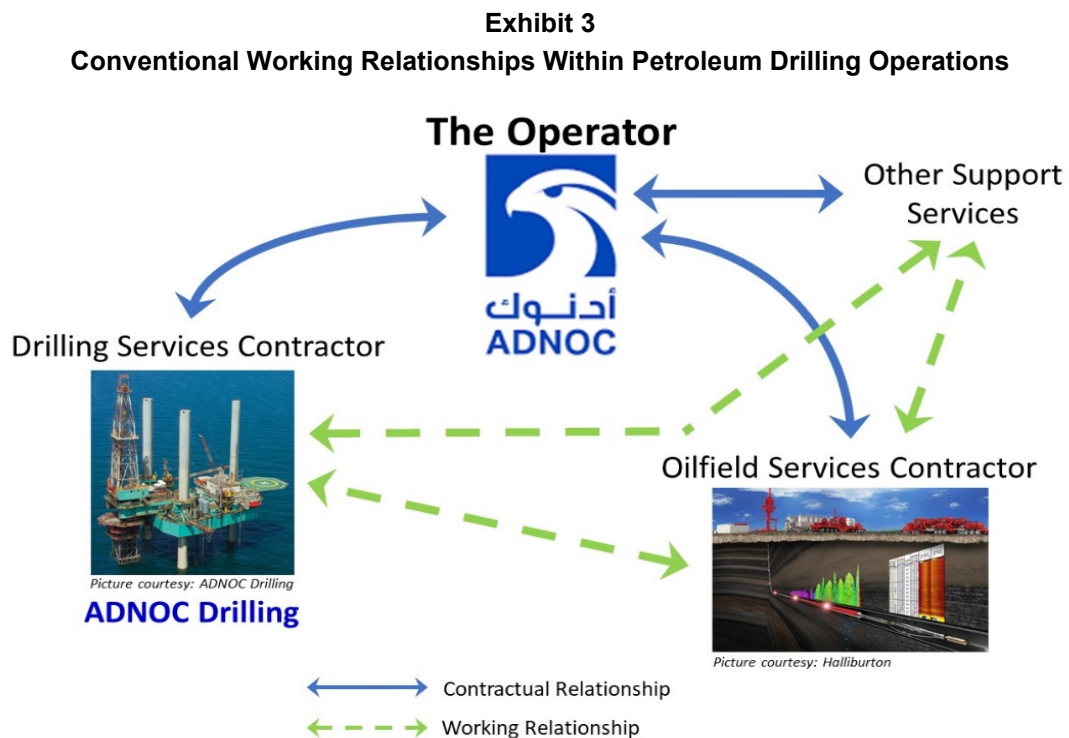 Exhibit 3
Conventional Working Relationships Within Petroleum Drilling Operations
The Operator
أدنوك
ADNOC
Other Support
Services
Drilling Services Contractor
Picture courtesy: ADNOC Drilling
ADNOC Drilling
Oilfield Services Contractor
Picture courtesy: Halliburton
Contractual Relationship
Working Relationship